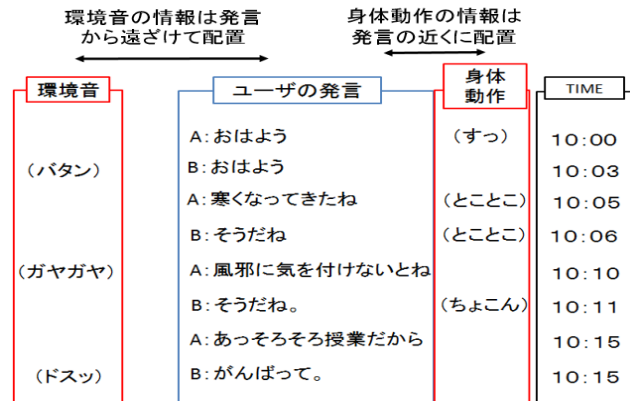 環境音の情報は発言
から遠ざけて配置
身体動作の情報は
発言の近くに配置
環境音
ユーザの発言
身体
動作
TIME
A:おはよう (すっ) 10:00
(バタン) B:おはよう 10:03
A:寒くなってきたね (とことこ) 10:05
B:そうだね (とことこ) 10:06
(ガヤガヤ) A:風邪に気を付けないとね 10:10
B:そうだね。 (ちょこん) 10:11
A:あっそろそろ授業だから 10:15
(ドスッ) B:がんばって。 10:15